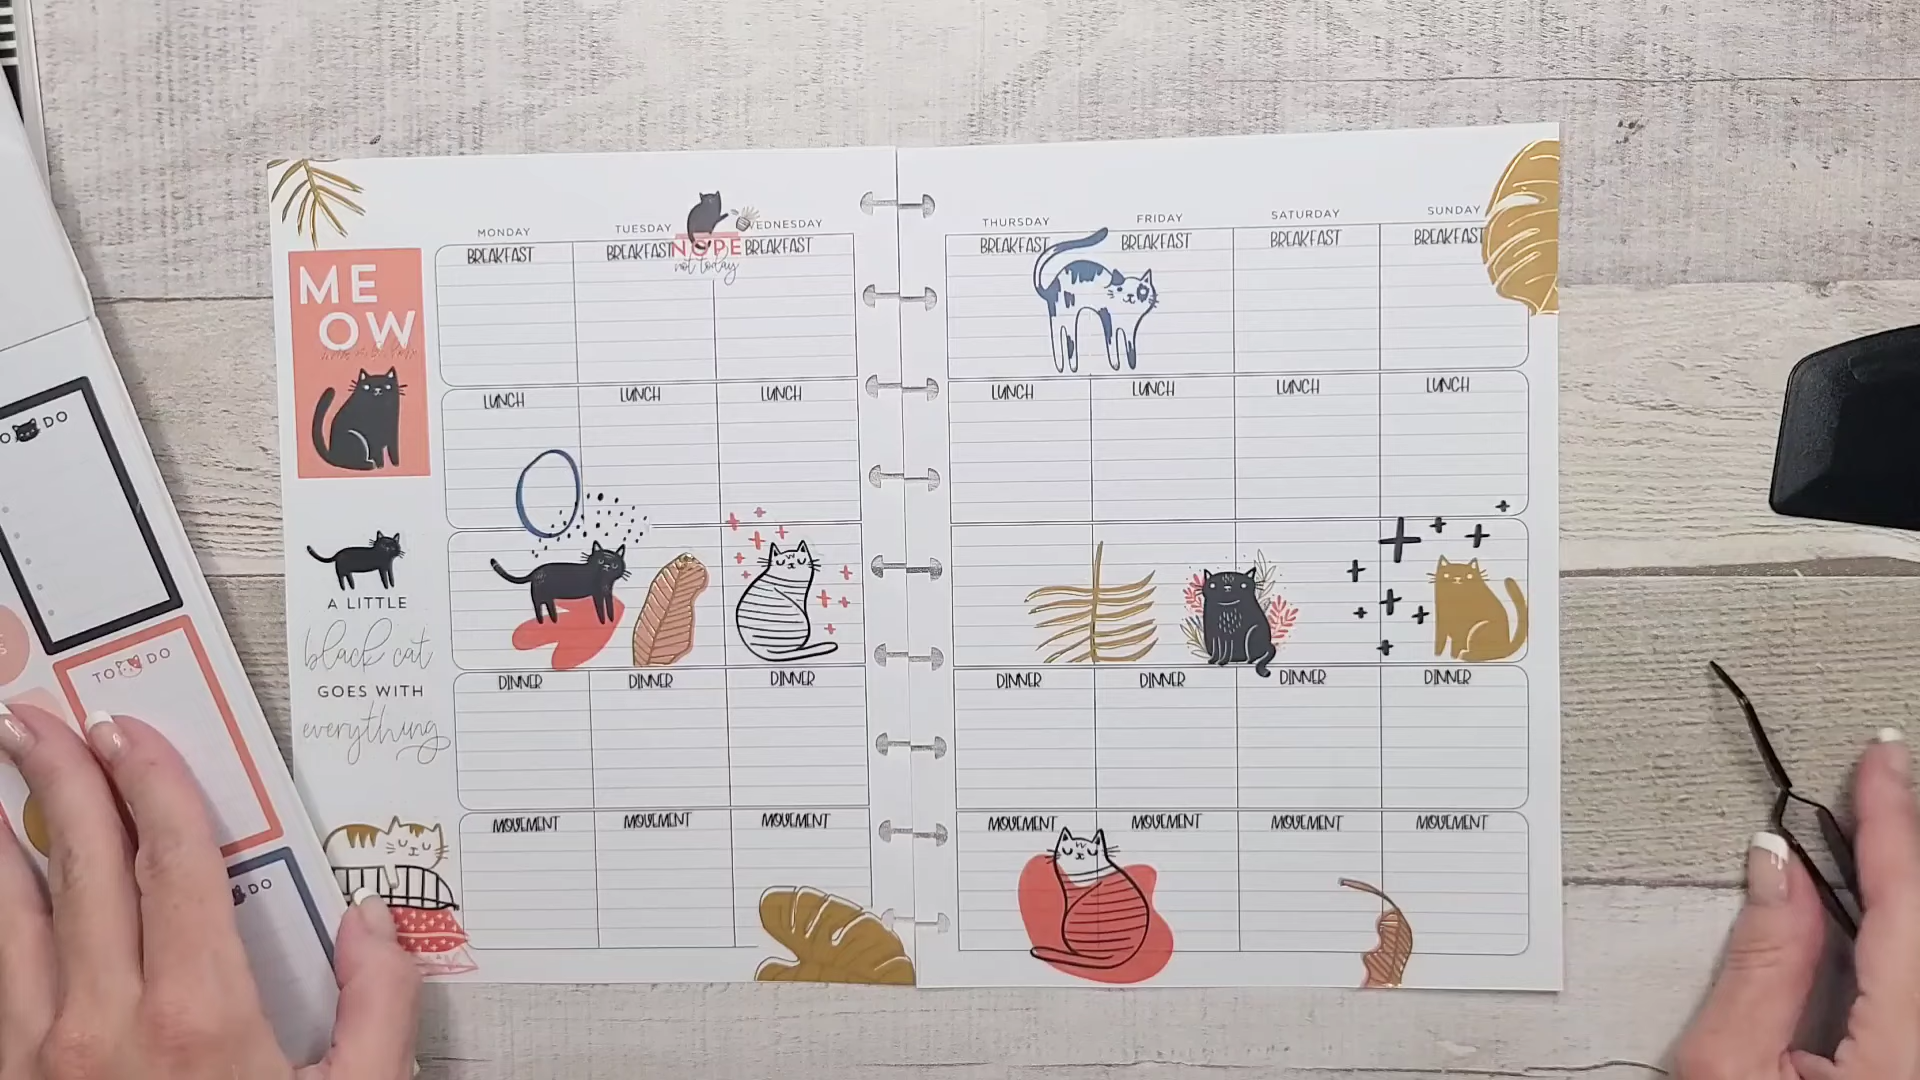 MONDAY TUESDAY WEDNESDAY THURSDAY FRIDAY SATURDAY SUNDAY
BREAKFAST BREAKFAST BREAKFAST BREAKFAST BREAKFAST BREAKFAST BREAKFAST
NOPE
not today
ME
OW
LUNCH LUNCH LUNCH LUNCH LUNCH LUNCH LUNCH
A LITTLE
black cat
GOES WITH
everything
DINNER DINNER DINNER DINNER DINNER DINNER DINNER
MOVEMENT MOVEMENT MOVEMENT MOVEMENT MOVEMENT MOVEMENT MOVEMENT
TO DO
DO